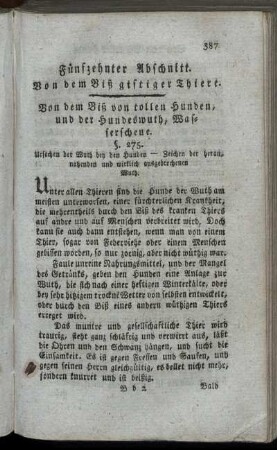 387
Fünfzehnter Abschnitt.
Von dem Biß giftiger Thiere.
Von dem Biß von tollen Hunden,
und der Hundeswuth, Was-
serscheue.
§. 275.
Ursachen der Wuth bey den Hunden — Zeichen der heran-
nahenden und wirklich ausgebrochenen
Wuth.
Unter allen Thieren sind die Hunde der Wuth am
meisten unterworfen, einer fürchterlichen Krankheit,
die mehrentheils durch den Biß des kranken Thiers
auf ander und auf Menschen verbreitet wird, Doch
kann sie auch dann entstehen, wenn man von einem
Thier, sogar von Federviehe oder einem Menschen
gebissen worden, so nur zornig, aber nicht würhig war.
Faule unreine Nahrungsmittel, und der Mangel
des Getränks, geben den Hunden eine Anlage zur
Wuth, die sich nach einer heftigen Winterkälte, oder
bey sehr hitzigem trocknen Wetter von selbsten entwickelt,
oder durch den Biß eines andern wüthigen Thiers
erreget wird.
Das muntre und gesellschaftliche Thier wird
traurig, steht ganz schläfrig und verwirrt aus, läßt
die Ohren und den Schwanz hängen, und sucht die
Einsamkeit. Es ist gegen Fressen und Saufen, und
gegen seinen Herrn gleichgültig, es bellet nicht mehr,
sondern knurret und ist beißig.
B b 2 Bald